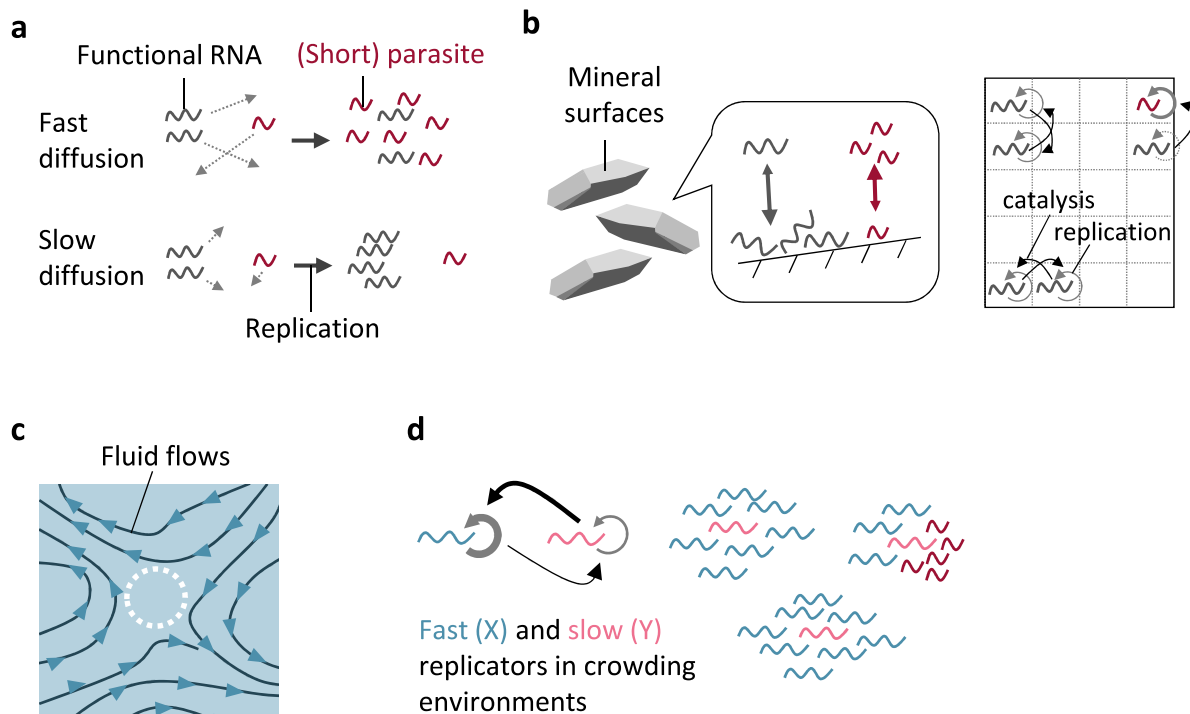 a
Functional RNA
(Short) parasite
Fast
diffusion
Slow
diffusion
Replication
b
Mineral
surfaces
catalysis
replication
c
Fluid flows
d
Fast (X) and slow (Y)
replicators in crowding
environments